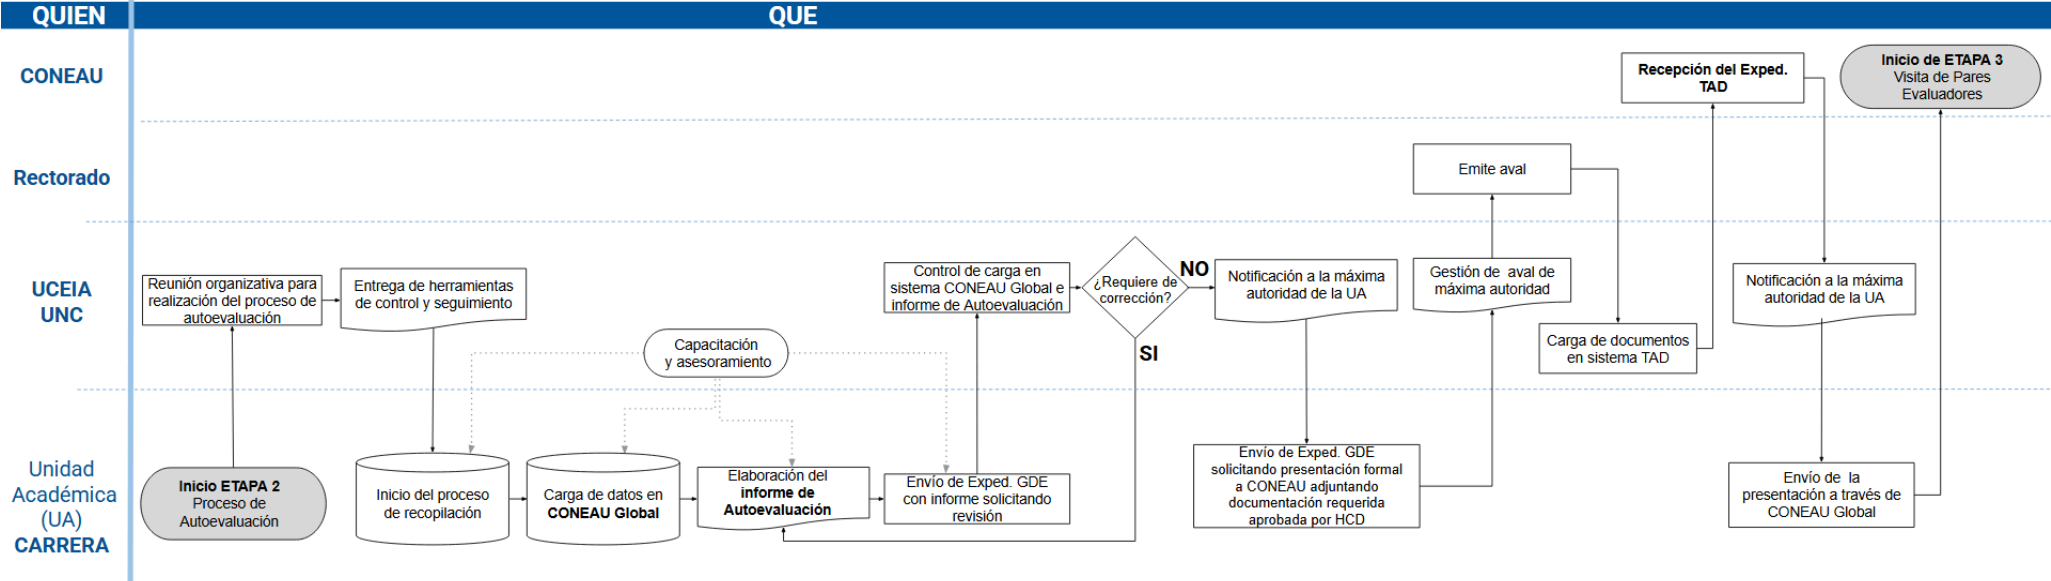 QUIEN
QUE
CONEAU
Recepción del Exped.
TAD
Inicio de ETAPA 3
Visita de Pares
Evaluadores
Rectorado
Emite aval
UCEIA
UNC
Reunión organizativa para
realización del proceso de
autoevaluación
Entrega de herramientas
de control y seguimiento
Capacitación
y asesoramiento
Control de carga en
sistema CONEAU Global e
informe de Autoevaluación
¿Requiere de
corrección?
NO
SI
Notificación a la máxima
autoridad de la UA
Gestión de aval de
máxima autoridad
Carga de documentos
en sistema TAD
Notificación a la máxima
autoridad de la UA
Unidad
Académica
(UA)
CARRERA
Inicio ETAPA 2
Proceso de
Autoevaluación
Inicio del proceso
de recopilación
Carga de datos en
CONEAU Global
Elaboración del
informe de
Autoevaluación
Envío de Exped. GDE
con informe solicitando
revisión
Envío de Exped. GDE
solicitando presentación formal
a CONEAU adjuntando
documentación requerida
aprobada por HCD
Envío de la
presentación a través de
CONEAU Global